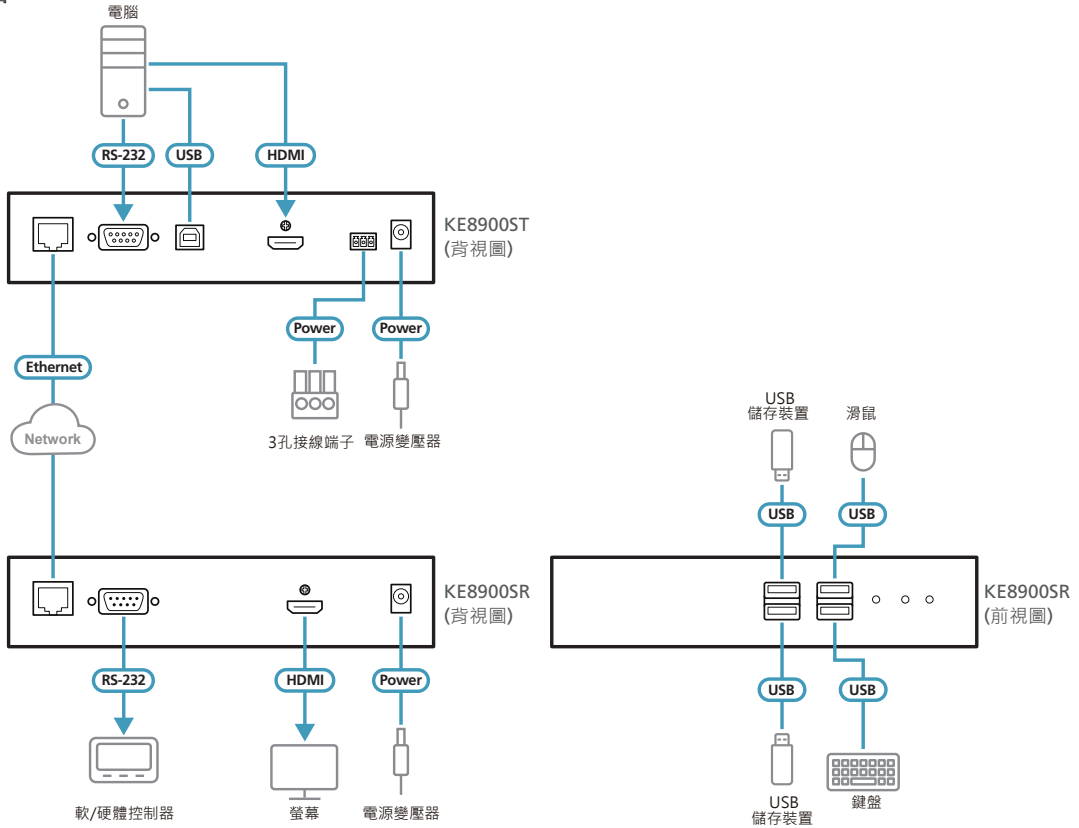 電腦
RS-232
USB
HDMI
KE8900ST
(背視圖)
Power
Power
Ethernet
Network
3孔接線端子
電源變壓器
KE8900SR
(背視圖)
RS-232
HDMI
Power
軟/硬體控制器
螢幕
電源變壓器
USB
儲存裝置
滑鼠
USB
USB
KE8900SR
(前視圖)
USB
USB
USB
儲存裝置
鍵盤